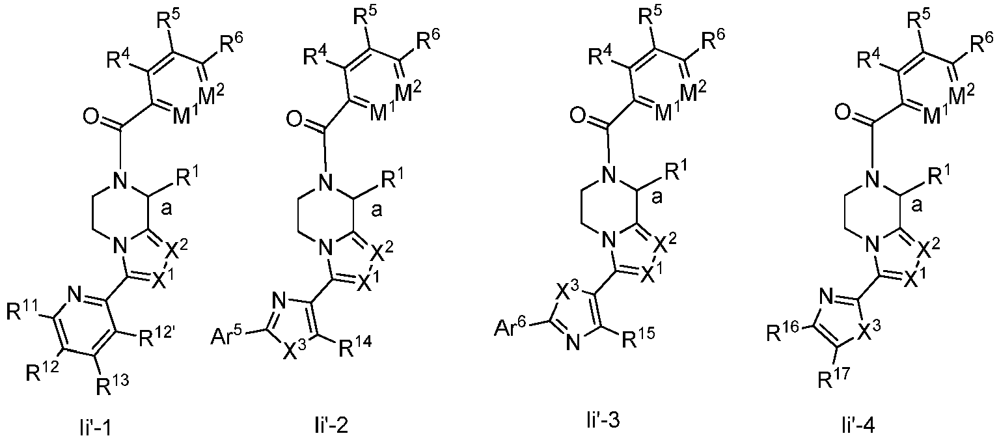 R⁵ R⁵ R⁵ R⁵
R⁶ R⁶ R⁶ R⁶
R⁴ R⁴ R⁴ R⁴
M² M² M² M²
O M¹ O M¹ O M¹ O M¹
N R¹ N R¹ N R¹ N R¹
a a a a
N X² N X² N X² N X²
X¹ X¹ X¹ X¹
N N X³ N
R¹¹ R¹²' Ar⁵ X³ R¹⁴ Ar⁶ N R¹⁵ R¹⁶ X³
R¹² R¹³ R¹⁷
Ii'-1 Ii'-2 Ii'-3 Ii'-4